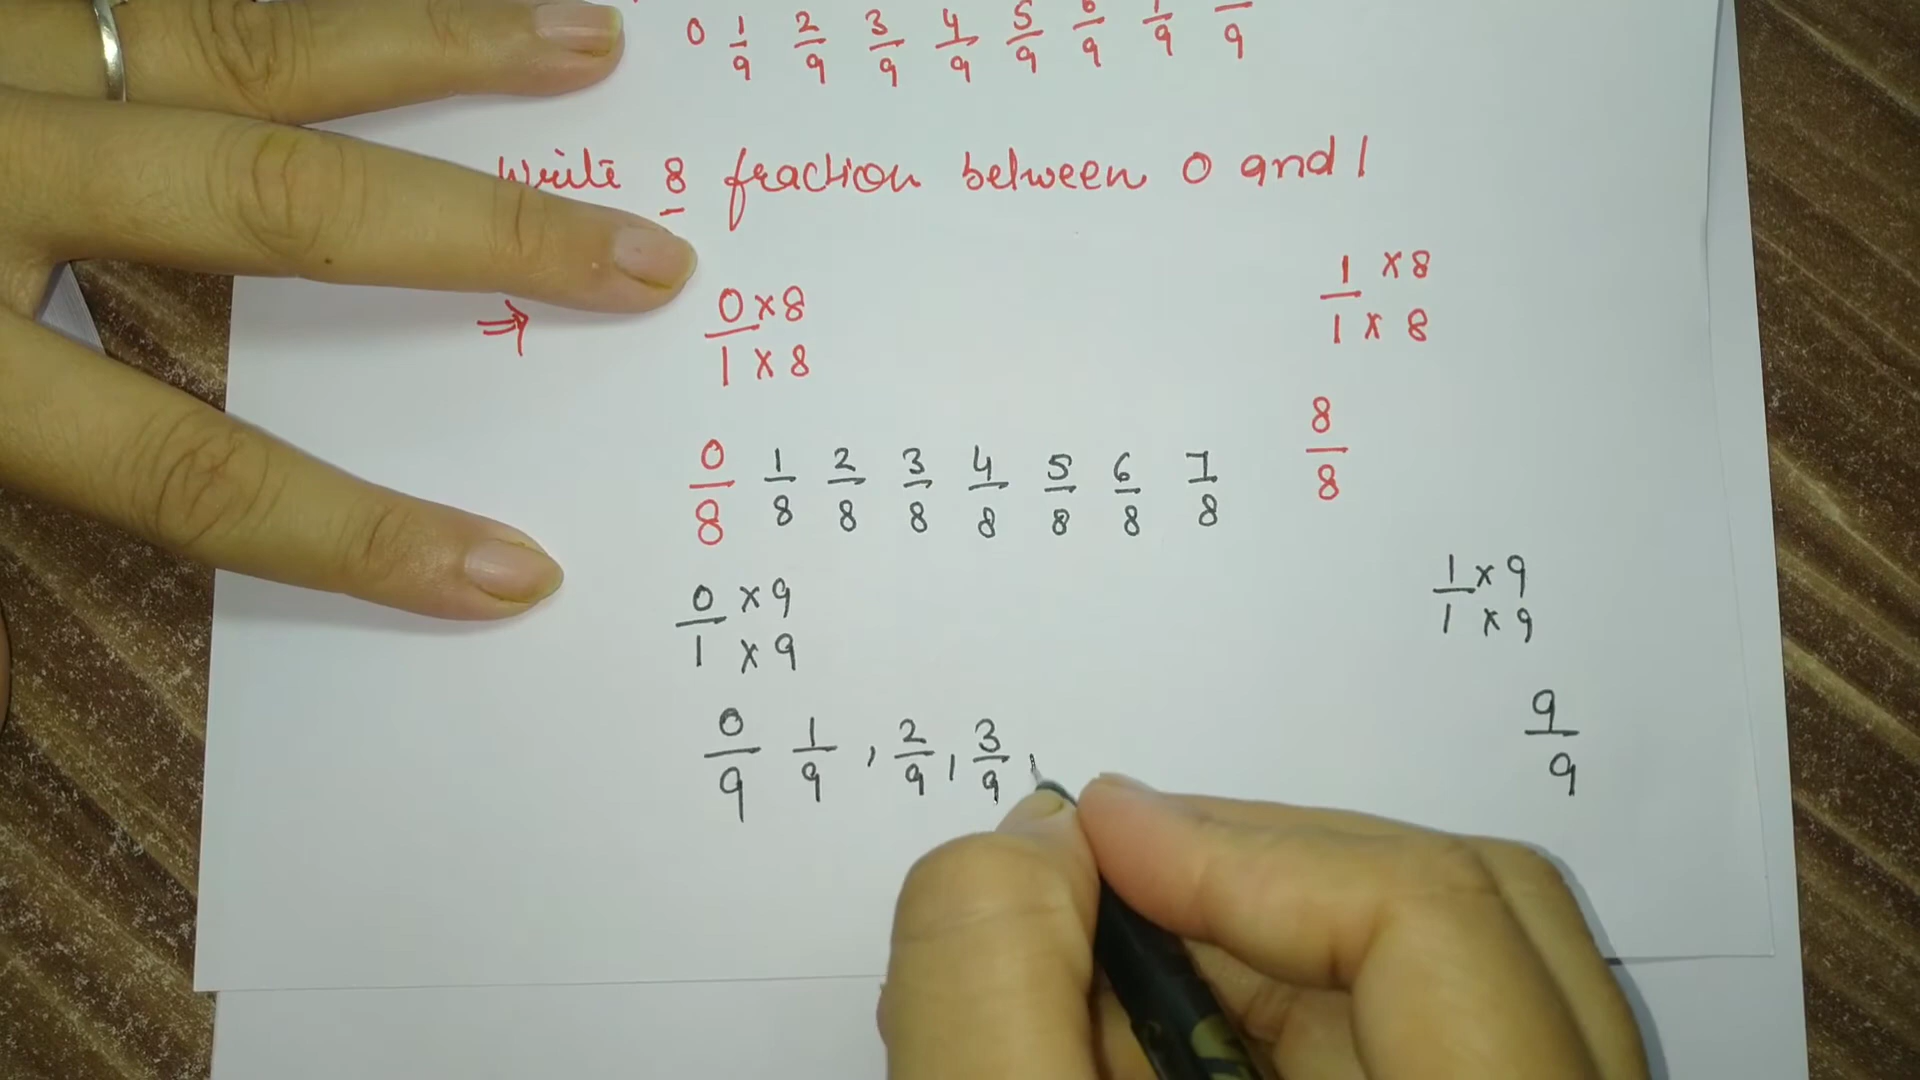 0 1/9 2/9 3/9 4/9 5/9 6/9 7/9 /9
Write 8 fraction between 0 and 1
⇒ 0×8/1×8 1×8/1×8
0/8 1/8 2/8 3/8 4/8 5/8 6/8 7/8 8/8
0×9/1×9 1×9/1×9
0/9 1/9 , 2/9 , 3/9 , 9/9